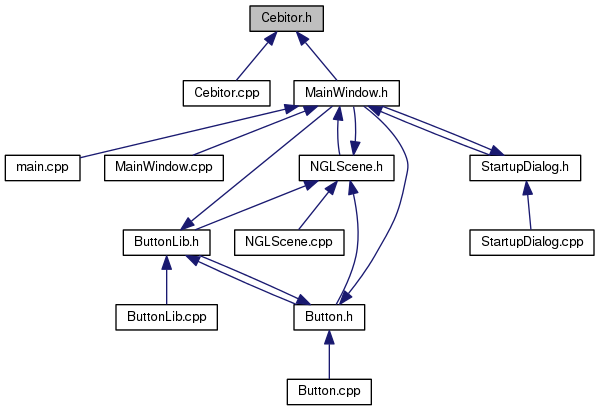 Cebitor.h
Cebitor.cpp
MainWindow.h
main.cpp
MainWindow.cpp
NGLScene.h
StartupDialog.h
ButtonLib.h
NGLScene.cpp
StartupDialog.cpp
ButtonLib.cpp
Button.h
Button.cpp